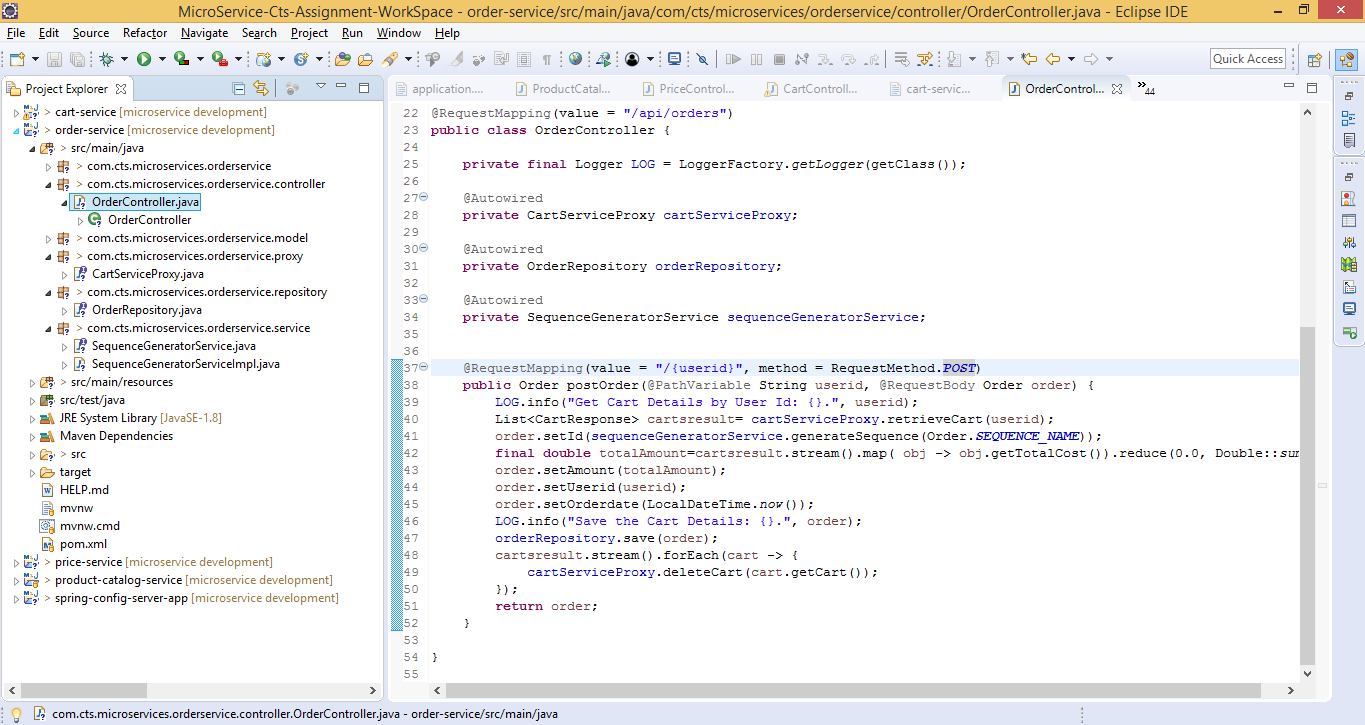 MicroService-Cts-Assignment-WorkSpace - order-service/src/main/java/com/cts/microservices/orderservice/controller/OrderController.java - Eclipse IDE
File Edit Source Refactor Navigate Search Project Run Window Help
Quick Access
Project Explorer
> cart-service [microservice development]
> order-service [microservice development]
> src/main/java
> com.cts.microservices.orderservice
> com.cts.microservices.orderservice.controller
OrderController.java
OrderController
> com.cts.microservices.orderservice.model
> com.cts.microservices.orderservice.proxy
CartServiceProxy.java
> com.cts.microservices.orderservice.repository
OrderRepository.java
> com.cts.microservices.orderservice.service
SequenceGeneratorService.java
SequenceGeneratorServiceImpl.java
> src/main/resources
src/test/java
JRE System Library [JavaSE-1.8]
Maven Dependencies
> src
target
HELP.md
mvnw
mvnw.cmd
pom.xml
> price-service [microservice development]
> product-catalog-service [microservice development]
> spring-config-server-app [microservice development]
application.... ProductCatal... PriceControl... CartControll... cart-servic... OrderControl... »44
22 @RequestMapping(value = "/api/orders")
23 public class OrderController {
24
25 private final Logger LOG = LoggerFactory.getLogger(getClass());
26
27 @Autowired
28 private CartServiceProxy cartServiceProxy;
29
30 @Autowired
31 private OrderRepository orderRepository;
32
33 @Autowired
34 private SequenceGeneratorService sequenceGeneratorService;
35
36
37 @RequestMapping(value = "/{userid}", method = RequestMethod.POST)
38 public Order postOrder(@PathVariable String userid, @RequestBody Order order) {
39 LOG.info("Get Cart Details by User Id: {}.", userid);
40 List<CartResponse> cartsresult= cartServiceProxy.retrieveCart(userid);
41 order.setId(sequenceGeneratorService.generateSequence(Order.SEQUENCE_NAME));
42 final double totalAmount=cartsresult.stream().map( obj -> obj.getTotalCost()).reduce(0.0, Double::sum
43 order.setAmount(totalAmount);
44 order.setUserid(userid);
45 order.setOrderdate(LocalDateTime.now());
46 LOG.info("Save the Cart Details: {}.", order);
47 orderRepository.save(order);
48 cartsresult.stream().forEach(cart -> {
49 cartServiceProxy.deleteCart(cart.getCart());
50 });
51 return order;
52 }
53
54 }
55
com.cts.microservices.orderservice.controller.OrderController.java - order-service/src/main/java